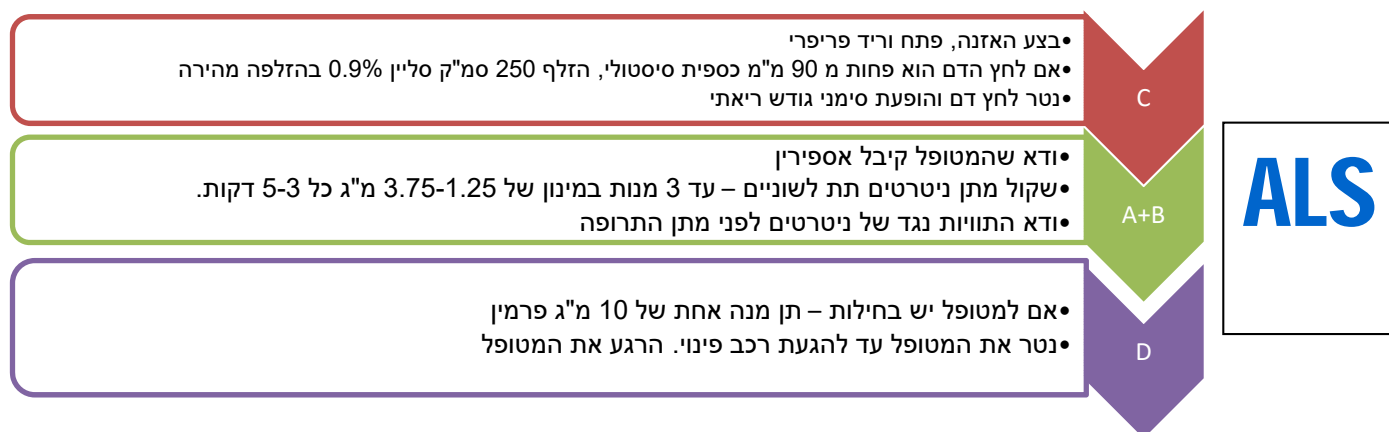 •בצע האזנה, פתח וריד פריפרי
•אם לחץ הדם הוא פחות מ 90 מ"מ כספית סיסטולי, הזלף 250 סמ"ק סליין 0.9% בהזלפה מהירה
•נטר לחץ דם והופעת סימני גודש ריאתי
C
•ודא שהמטופל קיבל אספירין
•שקול מתן ניטרטים תת לשוניים – עד 3 מנות במינון של 3.75-1.25 מ"ג כל 5-3 דקות.
•ודא התוויות נגד של ניטרטים לפני מתן התרופה
A+B
ALS
•אם למטופל יש בחילות – תן מנה אחת של 10 מ"ג פרמין
•נטר את המטופל עד להגעת רכב פינוי. הרגע את המטופל
D